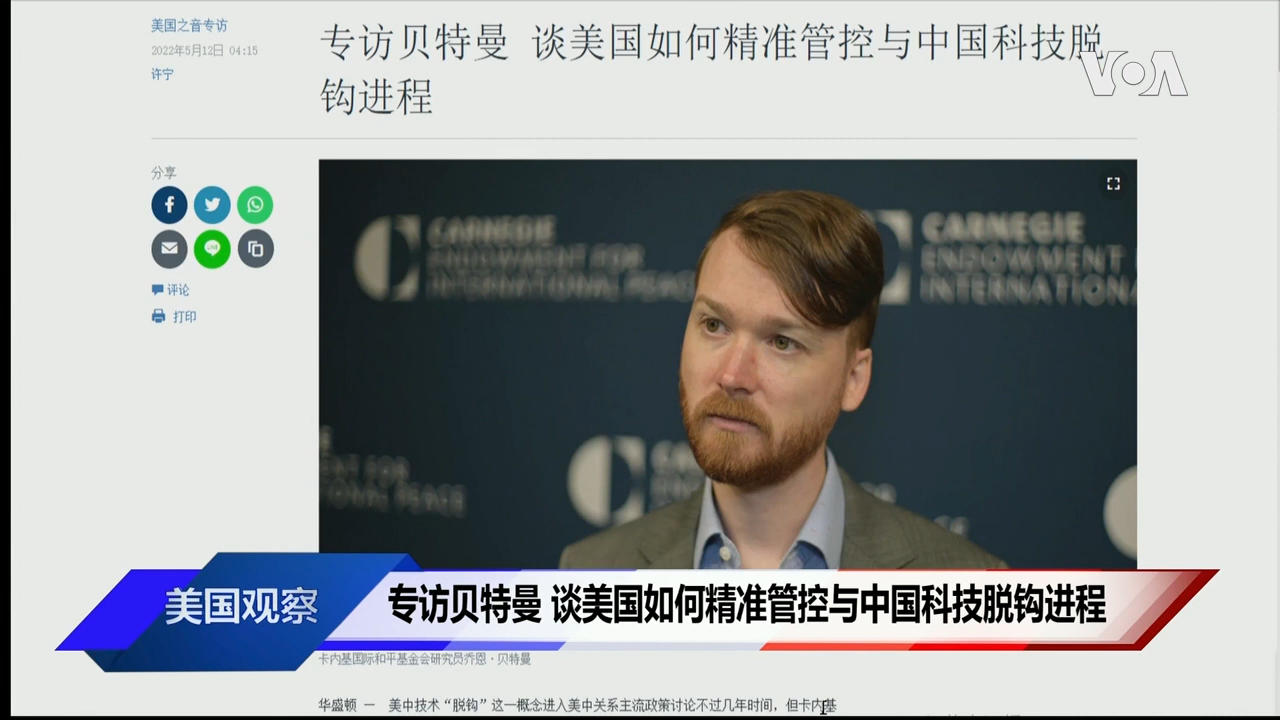 美国之音专访
2022年5月12日 04:15
许宁
专访贝特曼 谈美国如何精准管控与中国科技脱
钩进程
VOA
分享
评论
打印
CARNEGIE
ENDOWMENT FOR
INTERNATIONAL PEACE
CARNEGIE
ENDOWMENT
INTERNATIONA
ENT FOR
IONAL PEACE
美国观察
专访贝特曼 谈美国如何精准管控与中国科技脱钩进程
卡内基国际和平基金会研究员乔恩·贝特曼
华盛顿 — 美中技术“脱钩”这一概念进入美中关系主流政策讨论不过几年时间，但卡内基